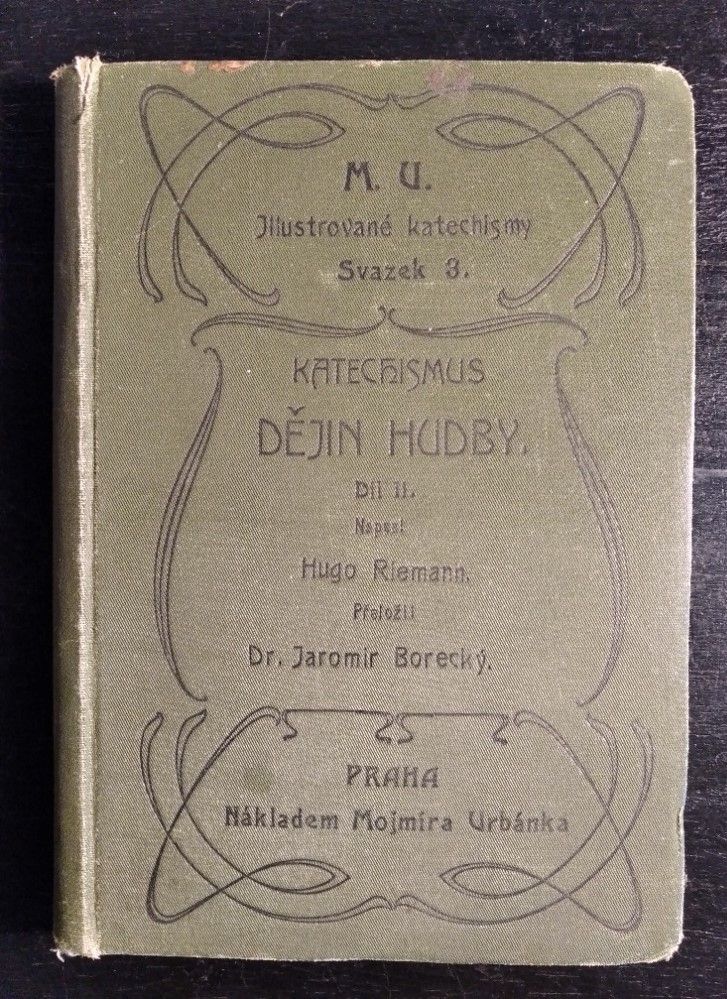 M. U.
Illustrované katechismy
Svazek 3.
KATECHISMUS
DĚJIN HUDBY.
Díl II.
Napsal
Hugo Riemann.
Přeložil
Dr. Jaromír Borecký.
PRAHA
Nákladem Mojmíra Urbánka